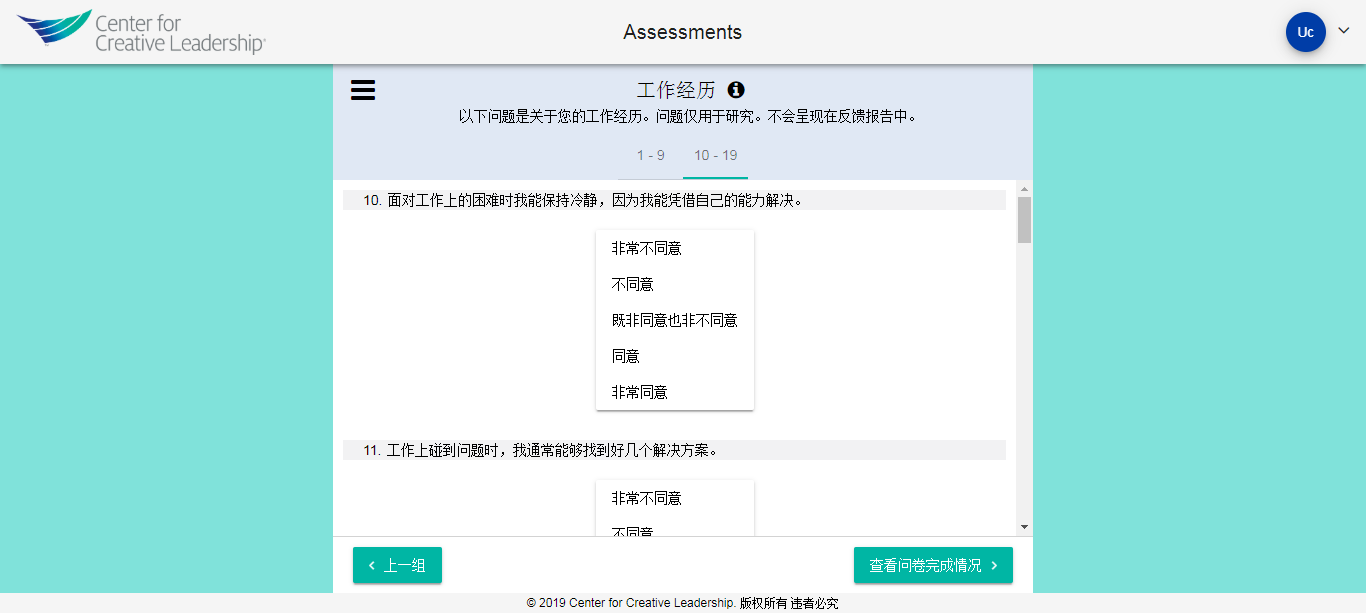 Center for
Creative Leadership®
Assessments
Uc
工作经历
以下问题是关于您的工作经历。问题仅用于研究。不会呈现在反馈报告中。
1 - 9
10 - 19
10. 面对工作上的困难时我能保持冷静，因为我能凭借自己的能力解决。
非常不同意
不同意
既非同意也非不同意
同意
非常同意
11. 工作上碰到问题时，我通常能够找到好几个解决方案。
非常不同意
不同意
上一组
查看问卷完成情况
© 2019 Center for Creative Leadership. 版权所有 违者必究